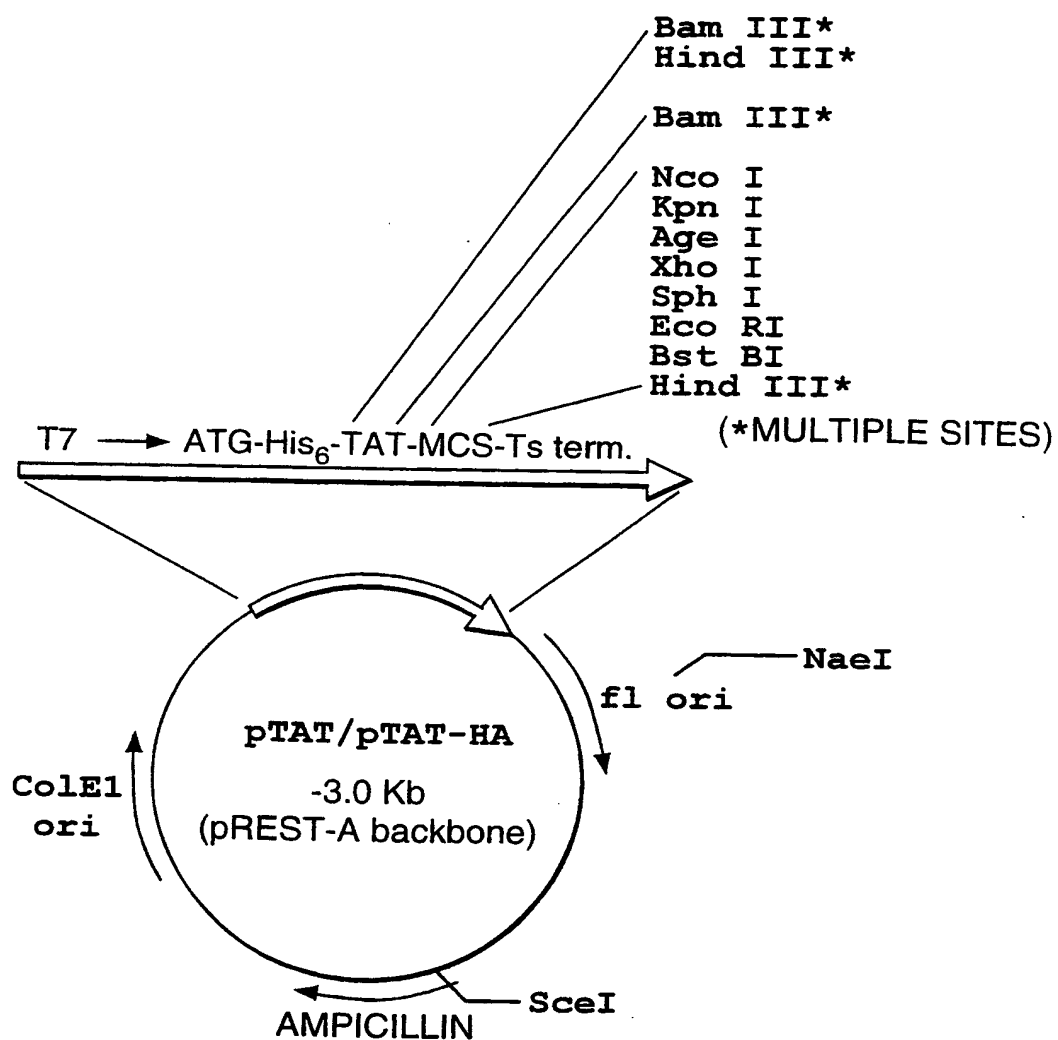 Bam III*
Hind III*
Bam III*
Nco I
Kpn I
Age I
Xho I
Sph I
Eco RI
Bst BI
Hind III*
(*MULTIPLE SITES)
T7 ATG-His6-TAT-MCS-Ts term.
NaeI
fl ori
pTAT/pTAT-HA
-3.0 Kb
(pREST-A backbone)
ColE1
ori
SceI
AMPICILLIN